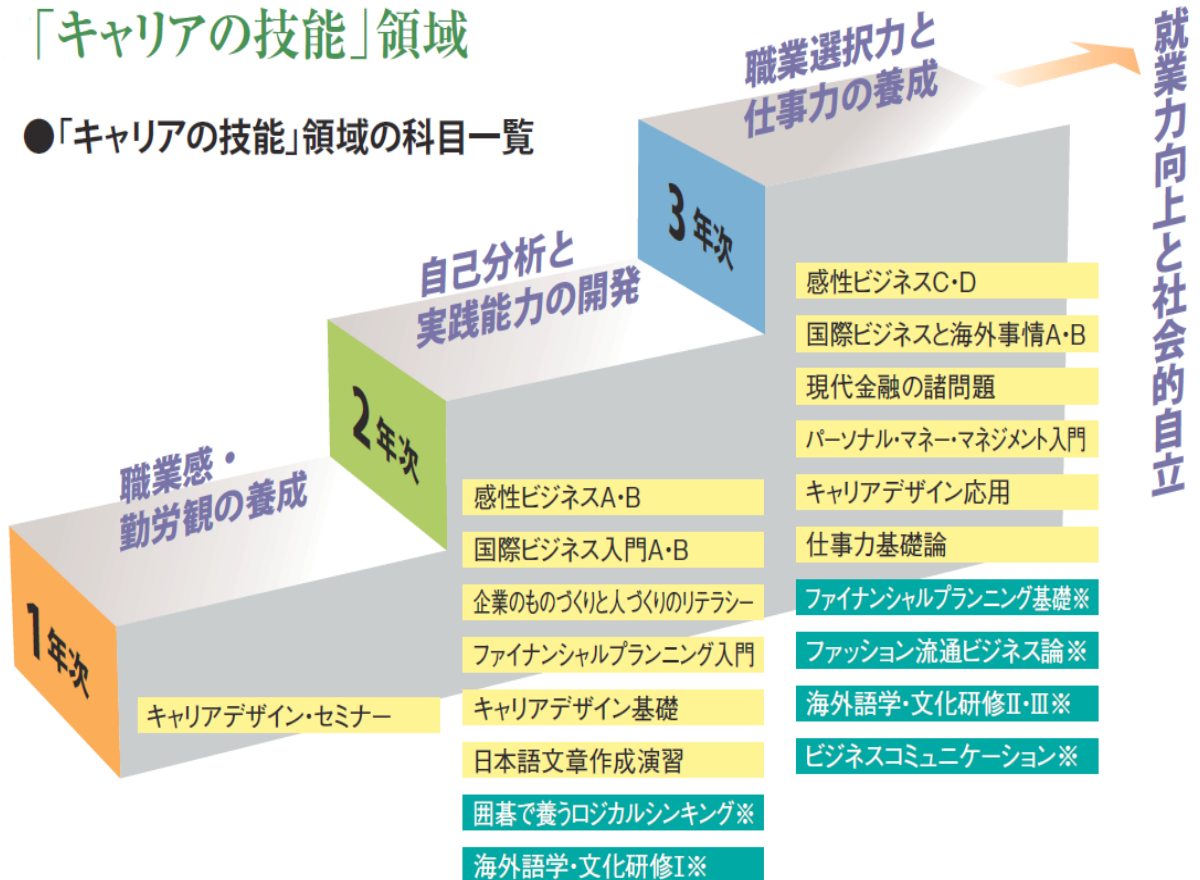 「キャリアの技能」領域
●「キャリアの技能」領域の科目一覧
1年次
職業感・
勤労観の養成
キャリアデザイン・セミナー
2年次
自己分析と
実践能力の開発
感性ビジネスA・B
国際ビジネス入門A・B
企業のものづくりと人づくりのリテラシー
ファイナンシャルプランニング入門
キャリアデザイン基礎
日本語文章作成演習
囲碁で養うロジカルシンキング※
海外語学・文化研修Ⅰ※
3年次
職業選択力と
仕事力の養成
感性ビジネスC・D
国際ビジネスと海外事情A・B
現代金融の諸問題
パーソナル・マネー・マネジメント入門
キャリアデザイン応用
仕事力基礎論
ファイナンシャルプランニング基礎※
ファッション流通ビジネス論※
海外語学・文化研修Ⅱ・Ⅲ※
ビジネスコミュニケーション※
就業力向上と社会的自立